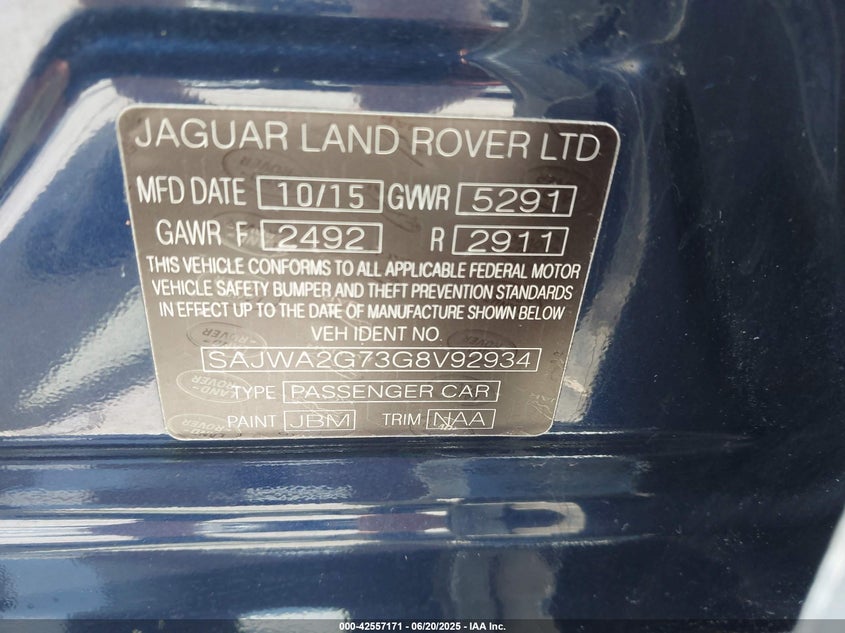 JAGUAR LAND ROVER LTD
MFD DATE 10/15 GWR 5291
GAWR F 2492 R 2911
THIS VEHICLE CONFORMS TO ALL APPLICABLE FEDERAL MOTOR
VEHICLE SAFETY BUMPER AND THEFT PREVENTION STANDARDS
IN EFFECT UP TO THE DATE OF MANUFACTURE SHOWN BELOW
VEH IDENT NO.
SAJWA2G73G8V92934
TYPE PASSENGER CAR
PAINT JBM TRIM NAA
000-42557171 - 06/20/2025 - IAA Inc.